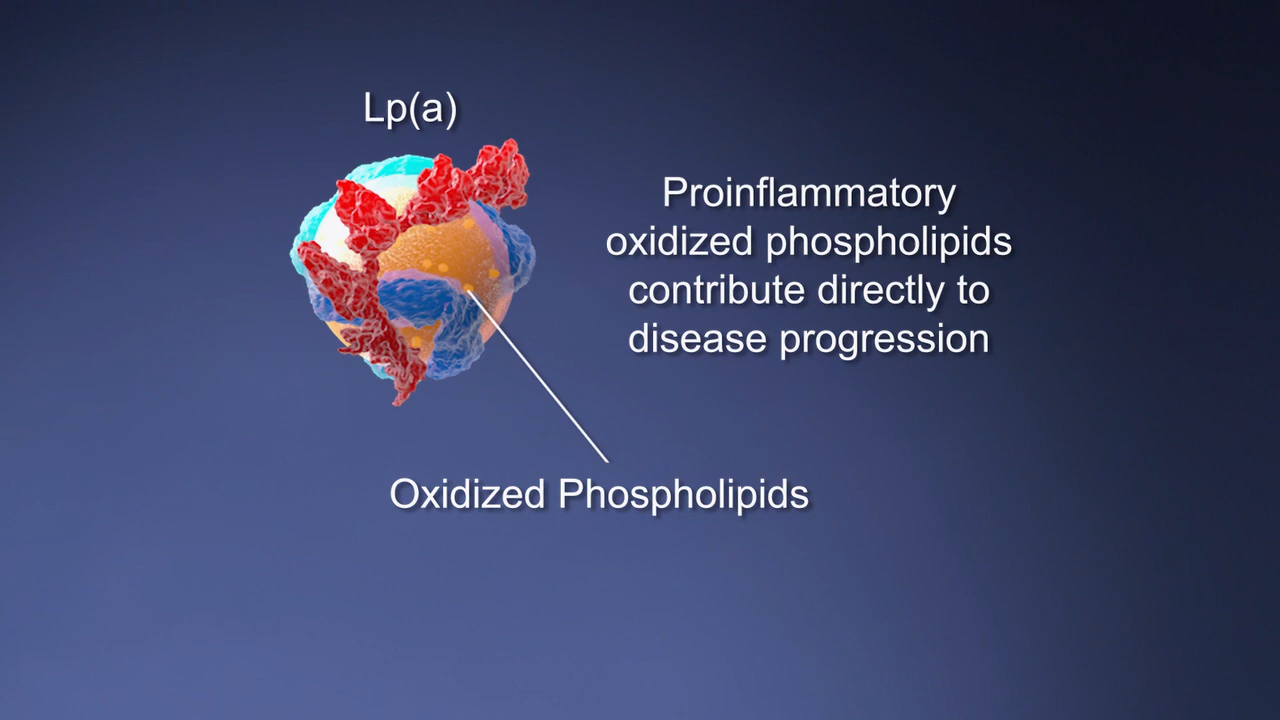 Lp(a)
Proinflammatory
oxidized phospholipids
contribute directly to
disease progression
Oxidized Phospholipids